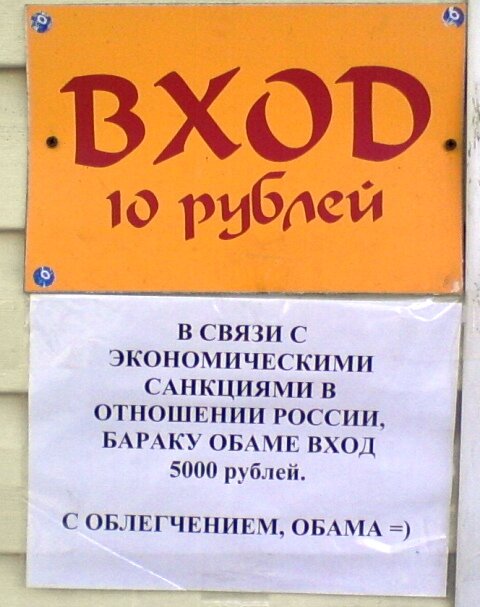 ВХОД
10 рублей
В СВЯЗИ С
ЭКОНОМИЧЕСКИМИ
САНКЦИЯМИ В
ОТНОШЕНИИ РОССИИ,
БАРАКУ ОБАМЕ ВХОД
5000 рублей.
С ОБЛЕГЧЕНИЕМ, ОБАМА =)